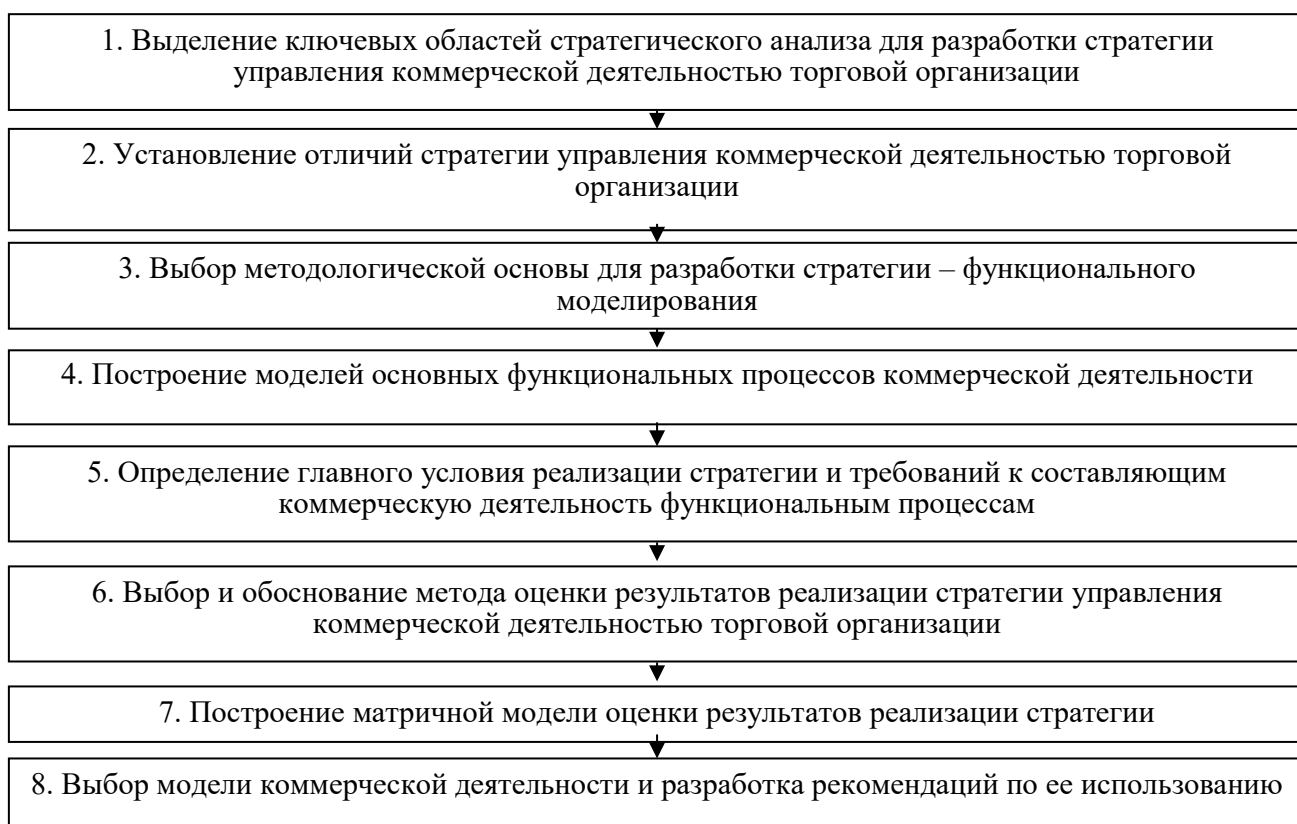 1. Выделение ключевых областей стратегического анализа для разработки стратегии
управления коммерческой деятельностью торговой организации
2. Установление отличий стратегии управления коммерческой деятельностью торговой
организации
3. Выбор методологической основы для разработки стратегии – функционального
моделирования
4. Построение моделей основных функциональных процессов коммерческой деятельности
5. Определение главного условия реализации стратегии и требований к составляющим
коммерческую деятельность функциональным процессам
6. Выбор и обоснование метода оценки результатов реализации стратегии управления
коммерческой деятельностью торговой организации
7. Построение матричной модели оценки результатов реализации стратегии
8. Выбор модели коммерческой деятельности и разработка рекомендаций по ее использованию